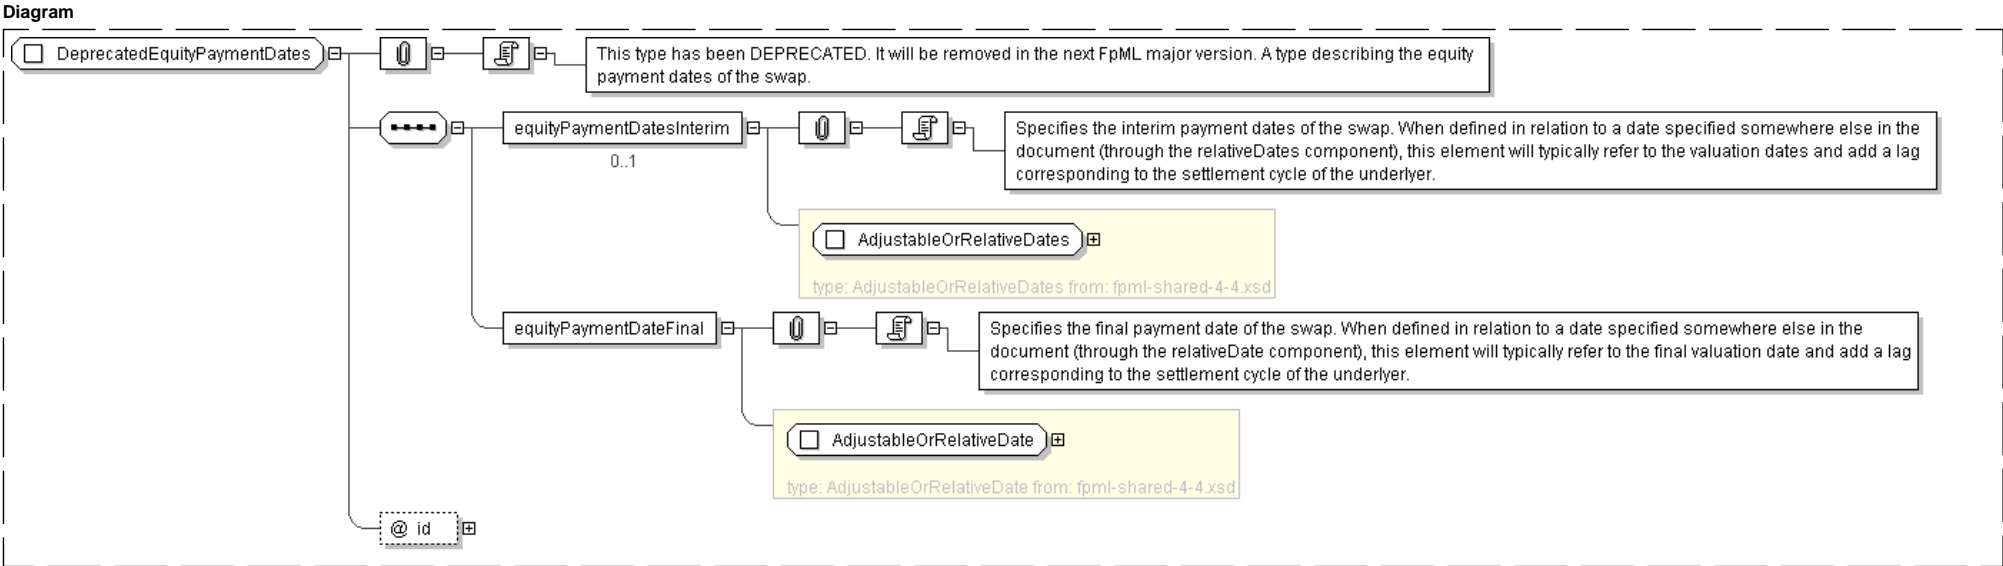 Diagram
DeprecatedEquityPaymentDates
This type has been DEPRECATED. It will be removed in the next FpML major version. A type describing the equity
payment dates of the swap.
equityPaymentDatesInterim
0..1
Specifies the interim payment dates of the swap. When defined in relation to a date specified somewhere else in the
document (through the relativeDates component), this element will typically refer to the valuation dates and add a lag
corresponding to the settlement cycle of the underlyer.
AdjustableOrRelativeDates
type: AdjustableOrRelativeDates from: fpml-shared-4-4.xsd
equityPaymentDateFinal
Specifies the final payment date of the swap. When defined in relation to a date specified somewhere else in the
document (through the relativeDate component), this element will typically refer to the final valuation date and add a lag
corresponding to the settlement cycle of the underlyer.
AdjustableOrRelativeDate
type: AdjustableOrRelativeDate from: fpml-shared-4-4.xsd
@ id